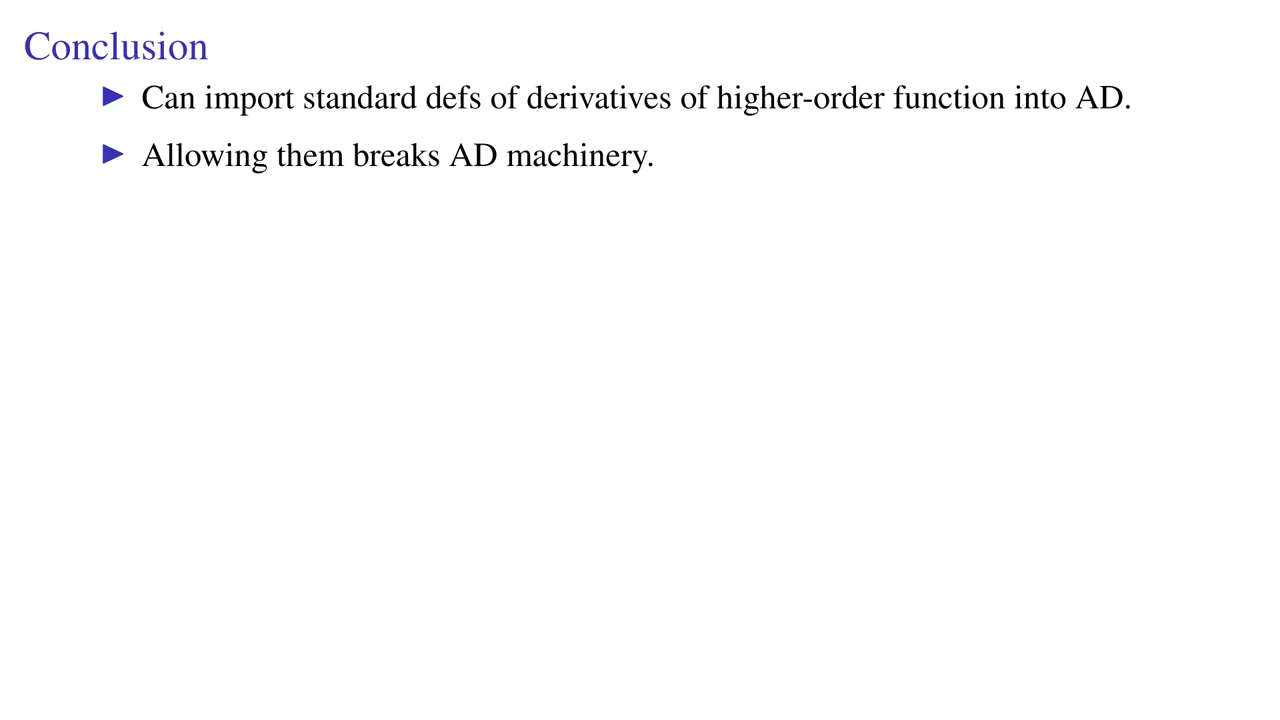 Conclusion
Can import standard defs of derivatives of higher-order function into AD.
Allowing them breaks AD machinery.